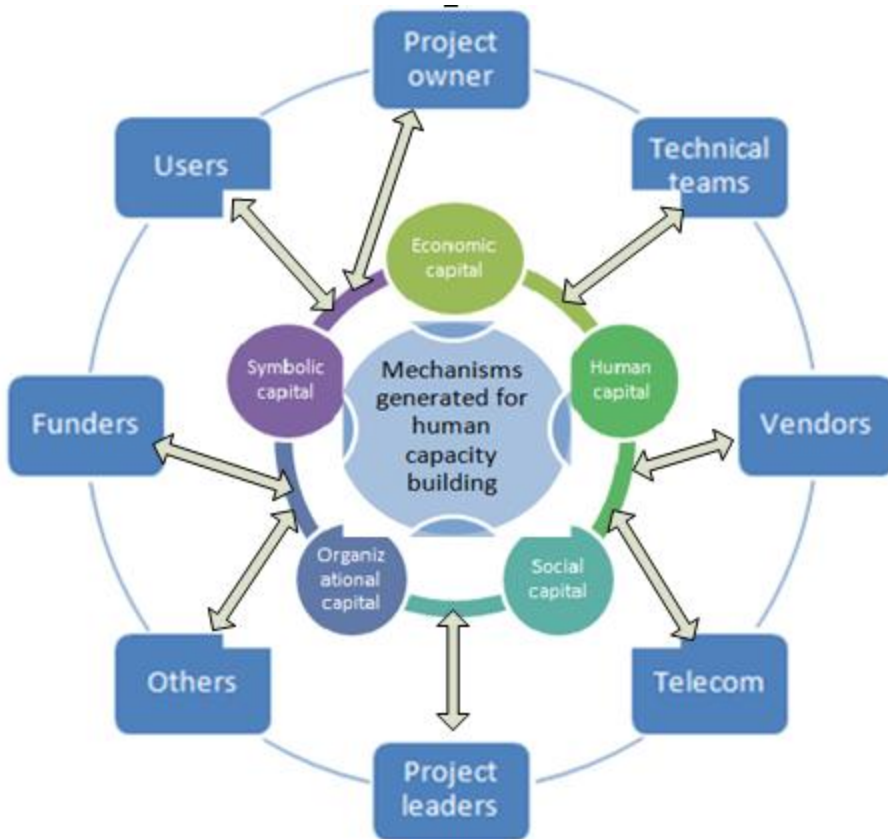 Project
owner
Users
Technical
teams
Economic
capital
Symbolic
capital
Mechanisms
generated for
human
capacity
building
Human
capital
Funders
Vendors
Organiz
ational
capital
Social
capital
Others
Telecom
Project
leaders